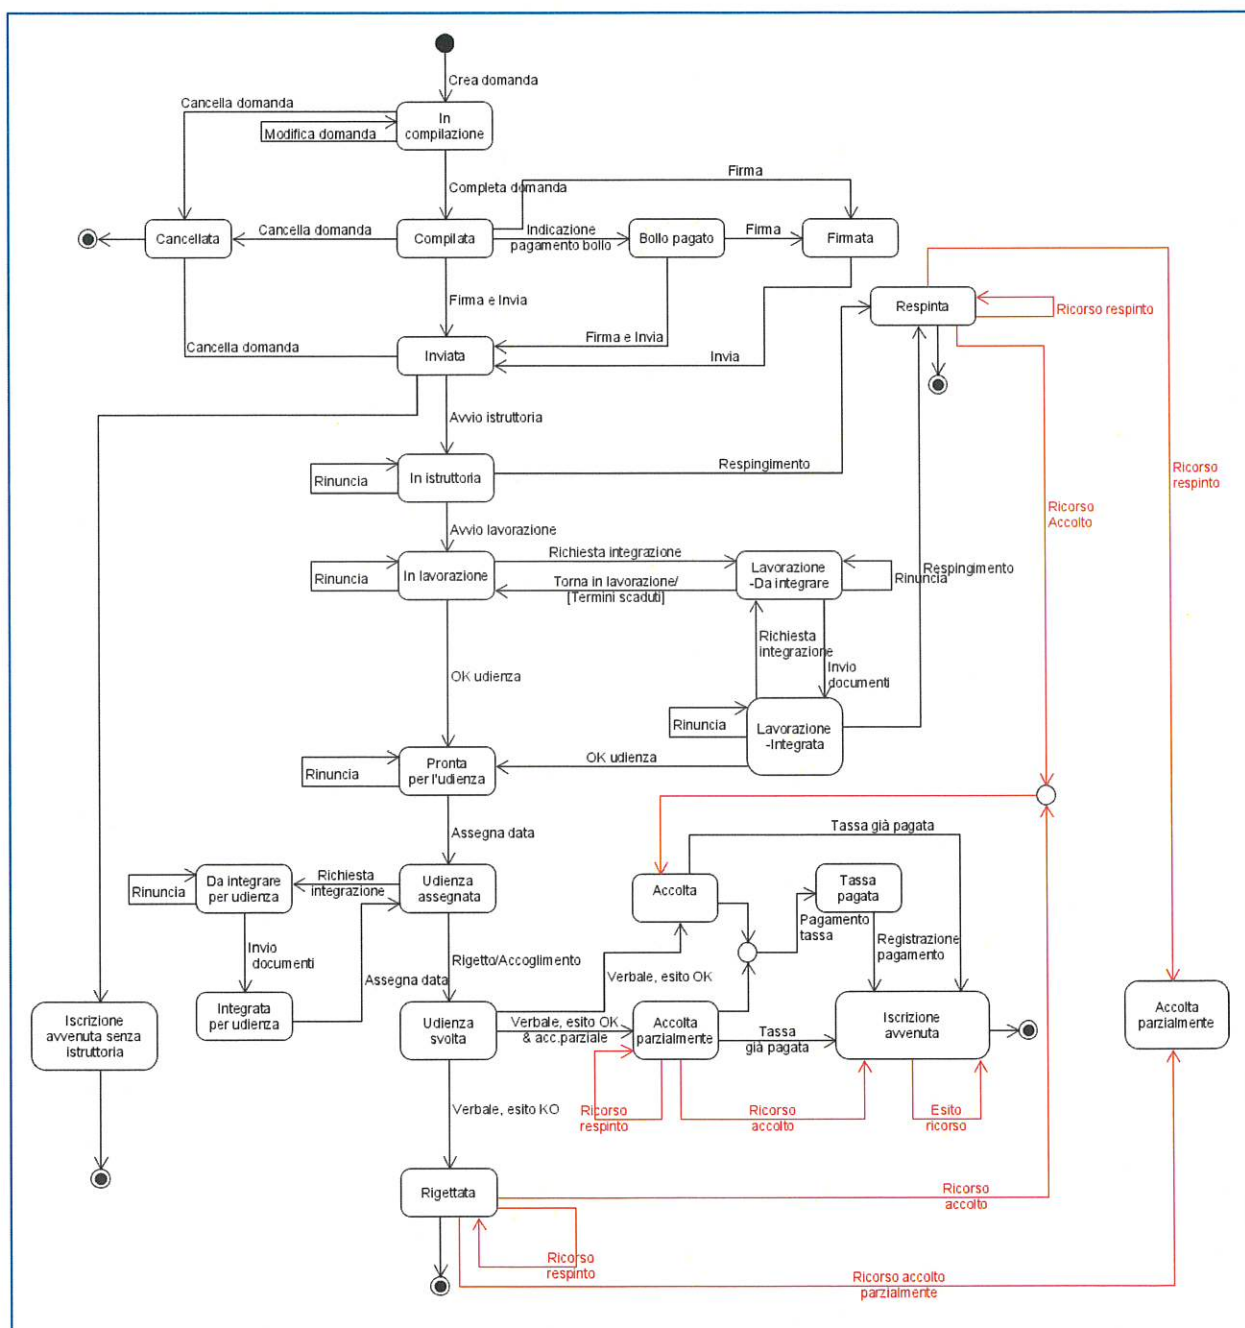 Crea domanda
Cancella domanda
In
compilazione
Modifica domanda
Completa domanda
Firma
Cancellata
Cancella domanda
Compilata
Indicazione
pagamento bollo
Bollo pagato
Firma
Firmata
Respinta
Ricorso respinto
Firma e Invia
Firma e Invia
Cancella domanda
Inviata
Invia
Avvio istruttoria
Rinuncia
In istruttoria
Respingimento
Ricorso
respinto
Ricorso
Accolto
Avvio lavorazione
Rinuncia
In lavorazione
Richiesta integrazione
Torna in lavorazione/
[Termini scaduti]
Lavorazione
-Da integrare
Rinuncia
Respingimento
Richiesta
integrazione
Invio
documenti
OK udienza
Rinuncia
Lavorazione
-Integrata
Rinuncia
Pronta
per l'udienza
OK udienza
Assegna data
Tassa già pagata
Rinuncia
Da integrare
per udienza
Richiesta
integrazione
Udienza
assegnata
Accolta
Tassa
pagata
Pagamento
tassa
Invio
documenti
Rigetto/Accoglimento
Registrazione
pagamento
Assegna data
Verbale, esito OK
Iscrizione
avvenuta senza
istruttoria
Integrata
per udienza
Udienza
svolta
Verbale, esito OK
& acc.parziale
Accolta
parzialmente
Tassa
già pagata
Iscrizione
avvenuta
Accolta
parzialmente
Verbale, esito KO
Ricorso
respinto
Ricorso
accolto
Esito
ricorso
Rigettata
Ricorso
accolto
Ricorso
respinto
Ricorso accolto
parzialmente